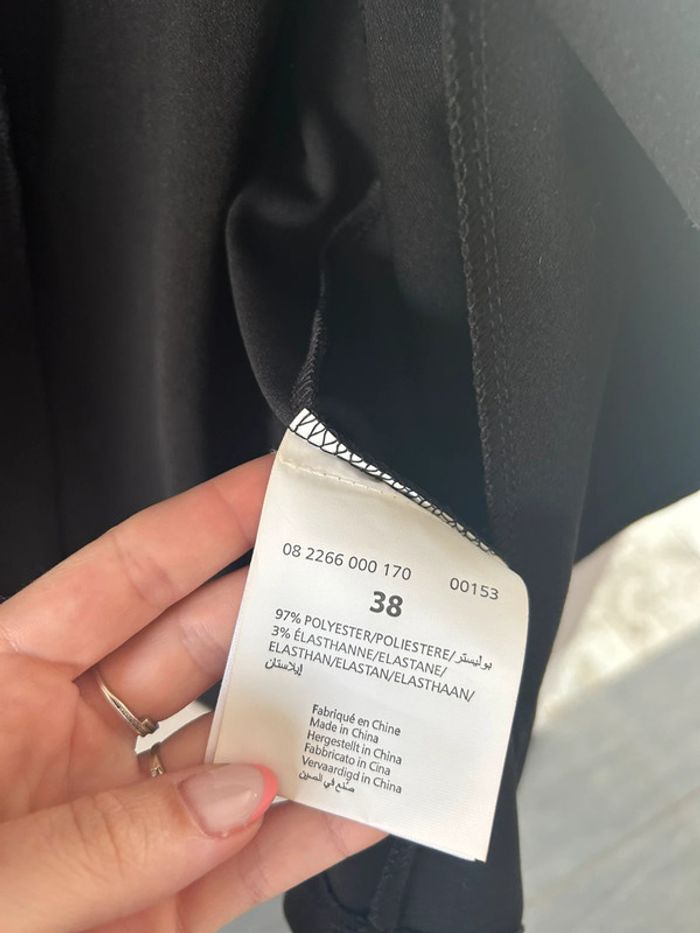 08 2266 000 170 00153
38
97% POLYESTER/POLIESTERE/بوليستر
3% ÉLASTHANNE/ELASTANE/
ELASTHAN/ELASTAN/ELASTHAAN/
إيلاستان
Fabriqué en Chine
Made in China
Hergestellt in China
Fabbricato in Cina
Vervaardigd in China
صنع في الصين